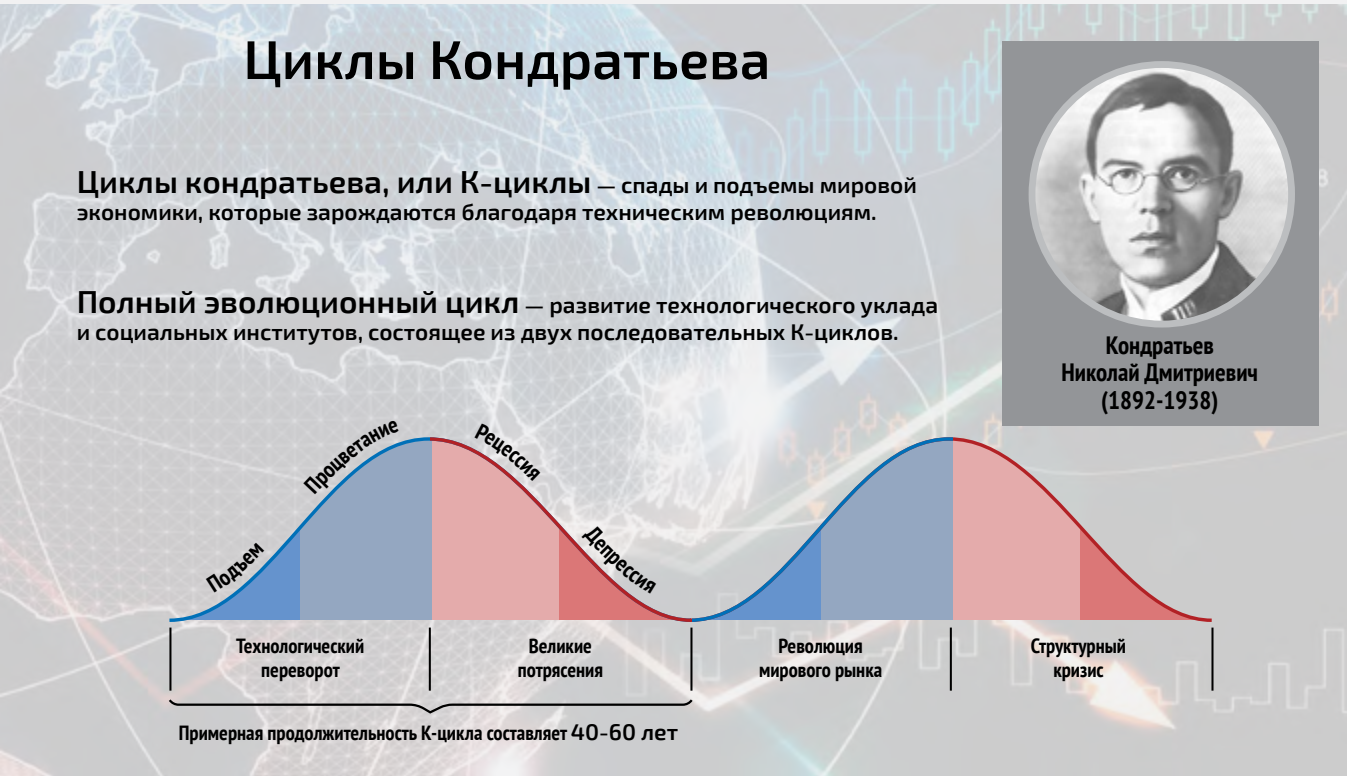 Циклы Кондратьева
Циклы кондратьева, или К-циклы — спады и подъемы мировой
экономики, которые зарождаются благодаря техническим революциям.
Полный эволюционный цикл — развитие технологического уклада
и социальных институтов, состоящее из двух последовательных К-циклов.
Кондратьев
Николай Дмитриевич
(1892-1938)
Подъем
Процветание
Рецессия
Депрессия
Технологический
переворот
Великие
потрясения
Революция
мирового рынка
Структурный
кризис
Примерная продолжительность К-цикла составляет 40-60 лет
8